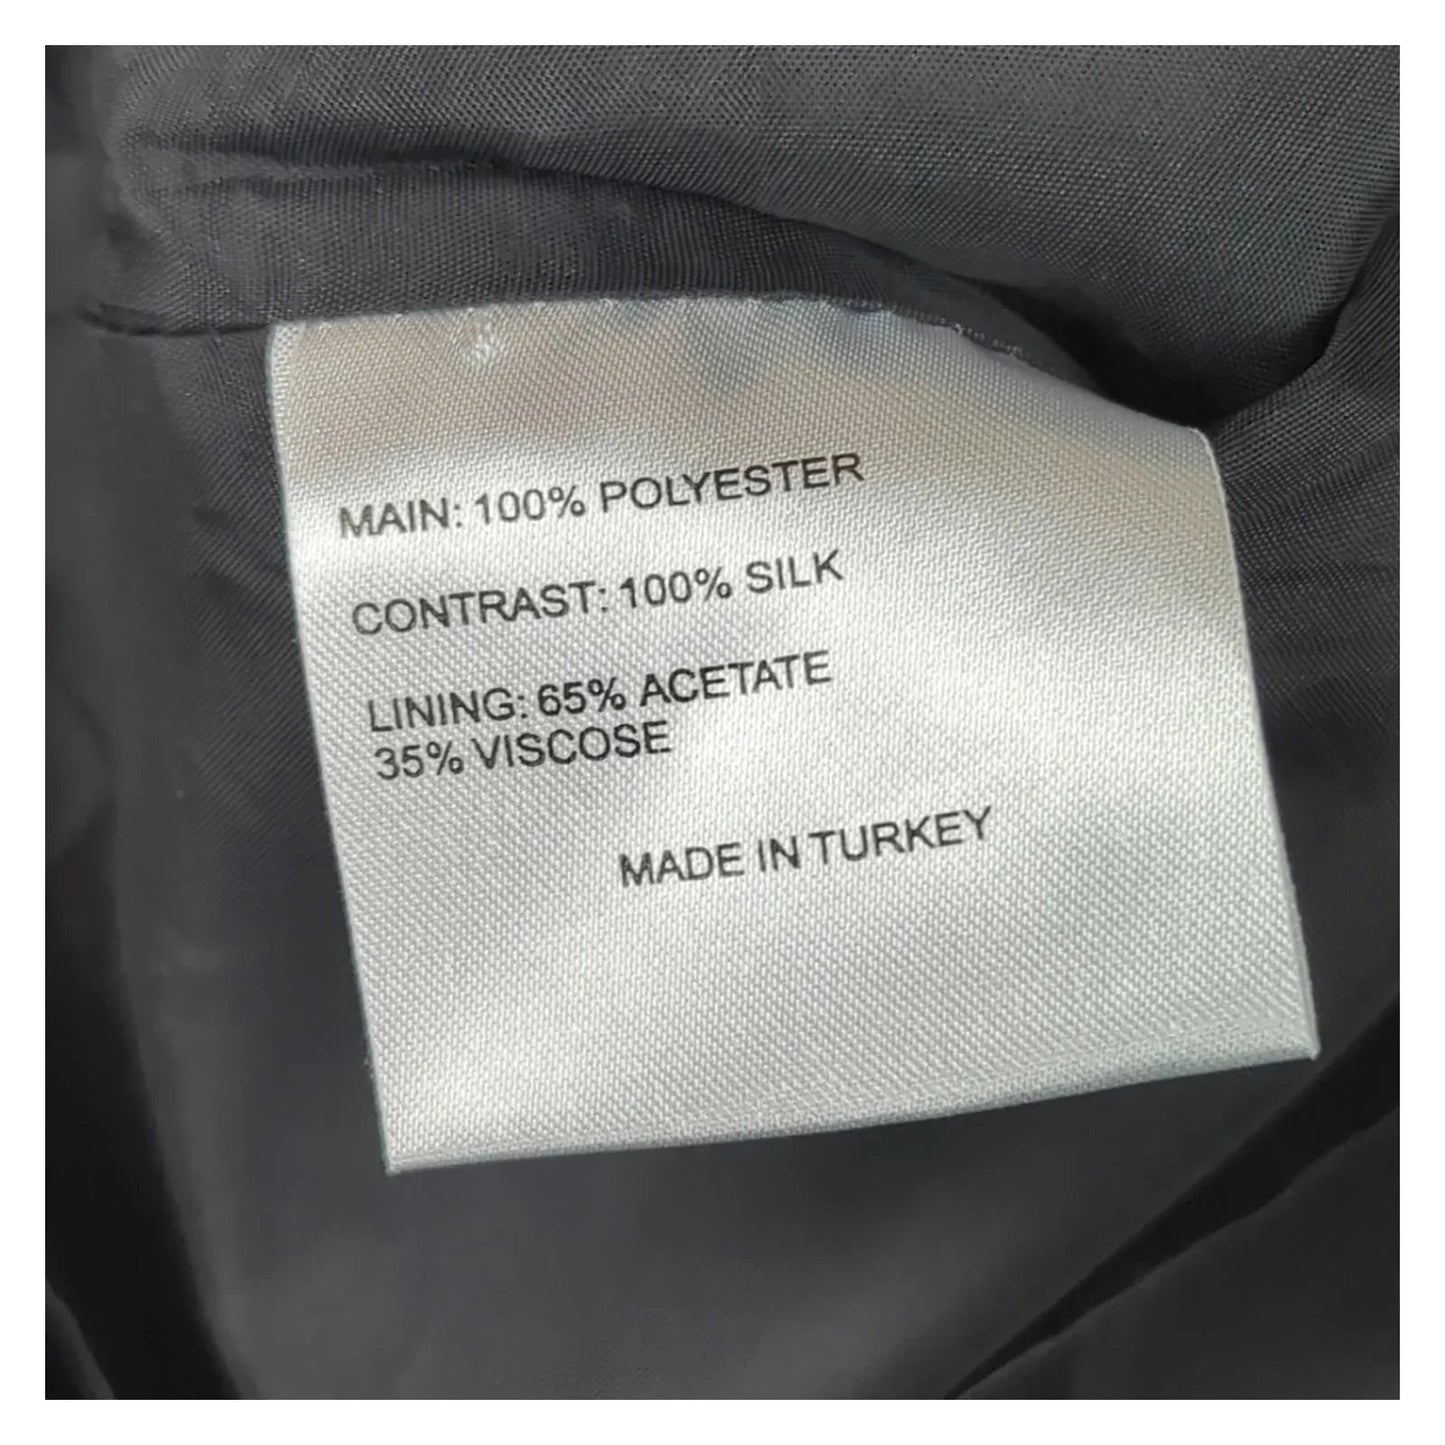 MAIN: 100% POLYESTER
CONTRAST: 100% SILK
LINING: 65% ACETATE
35% VISCOSE
MADE IN TURKEY